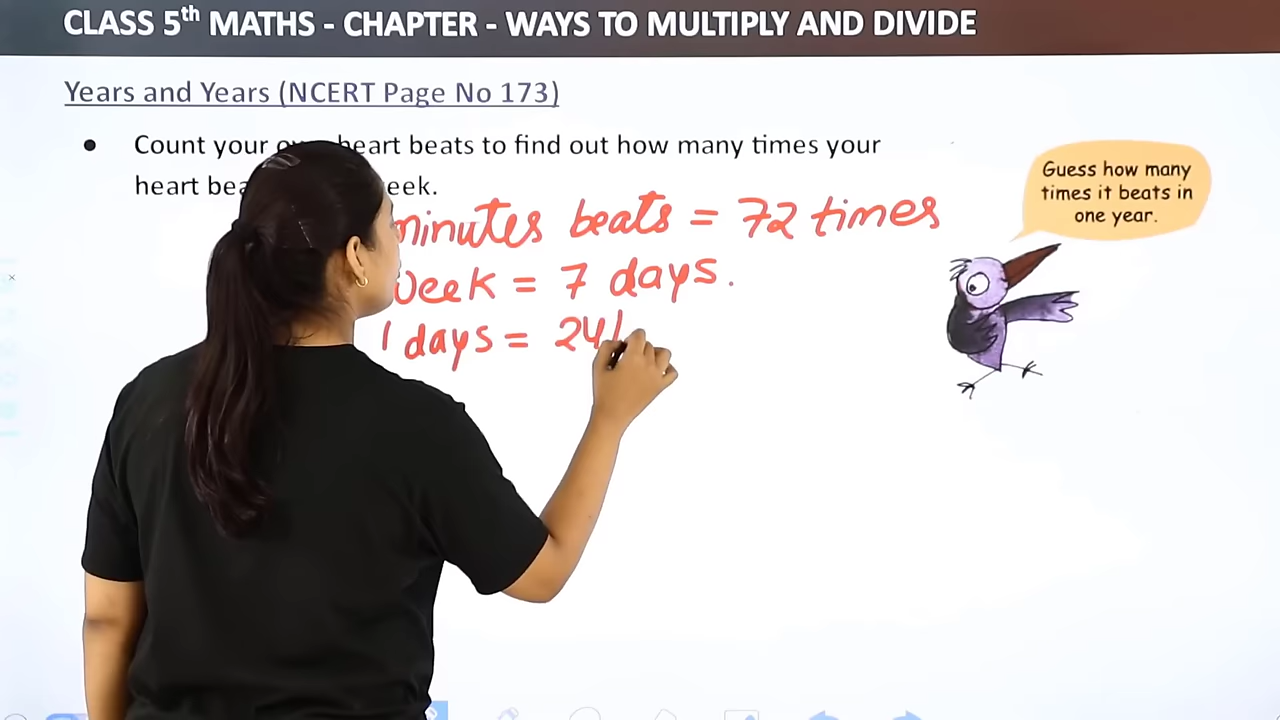 CLASS 5th MATHS - CHAPTER - WAYS TO MULTIPLY AND DIVIDE
Years and Years (NCERT Page No 173)
● Count your heart beats to find out how many times your
heart
Guess how many
times it beats in
one year.
minutes beats = 72 times
Week = 7 days.
1 days = 24